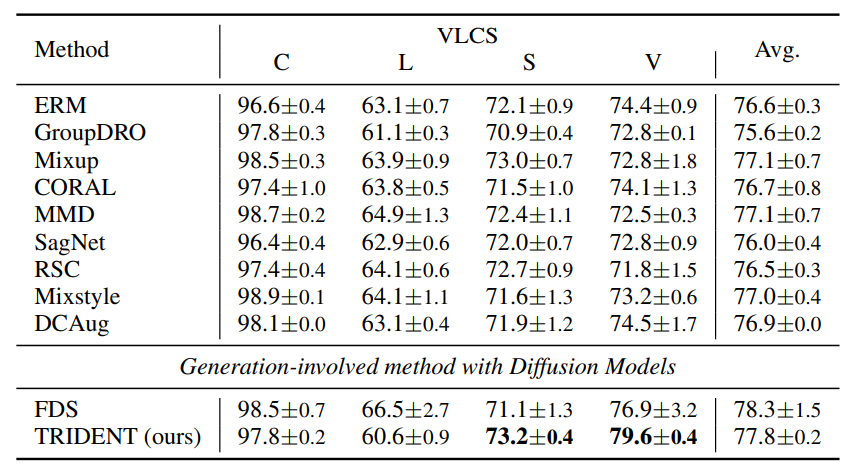 Method VLCS Avg.
C L S V
ERM 96.6±0.4 63.1±0.7 72.1±0.9 74.4±0.9 76.6±0.3
GroupDRO 97.8±0.3 61.1±0.3 70.9±0.4 72.8±0.1 75.6±0.2
Mixup 98.5±0.3 63.9±0.9 73.0±0.7 72.8±1.8 77.1±0.7
CORAL 97.4±1.0 63.8±0.5 71.5±1.0 74.1±1.3 76.7±0.8
MMD 98.7±0.2 64.9±1.3 72.4±1.1 72.5±0.3 77.1±0.7
SagNet 96.4±0.4 62.9±0.6 72.0±0.7 72.8±0.9 76.0±0.4
RSC 97.4±0.4 64.1±0.6 72.7±0.9 71.8±1.5 76.5±0.3
Mixstyle 98.9±0.1 64.1±1.1 71.6±1.3 73.2±0.6 77.0±0.4
DCAug 98.1±0.0 63.1±0.4 71.9±1.2 74.5±1.7 76.9±0.0
Generation-involved method with Diffusion Models
FDS 98.5±0.7 66.5±2.7 71.1±1.3 76.9±3.2 78.3±1.5
TRIDENT (ours) 97.8±0.2 60.6±0.9 73.2±0.4 79.6±0.4 77.8±0.2